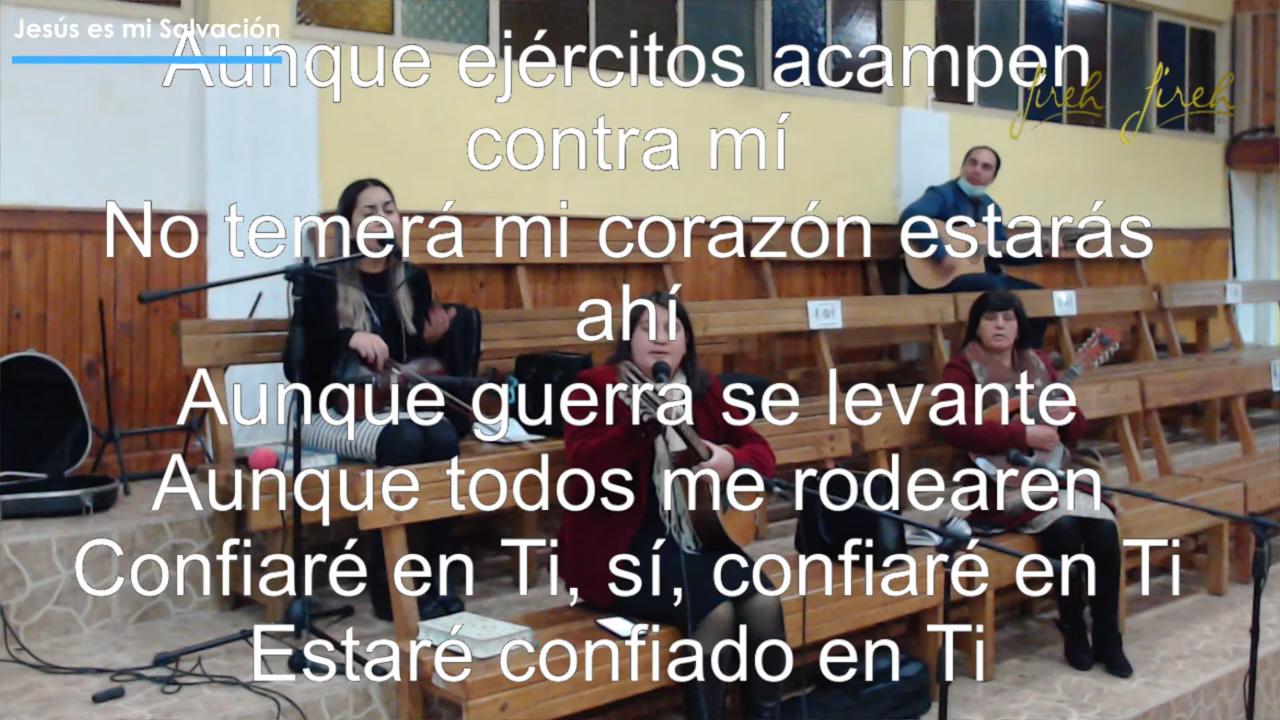 Jesús es mi Salvación
Aunque ejércitos acampen
Jireh Jireh
contra mí
No temerá mi corazón estarás
ahí
Aunque guerra se levante
Aunque todos me rodearen
Confiaré en Ti, sí, confiaré en Ti
Estaré confiado en Ti